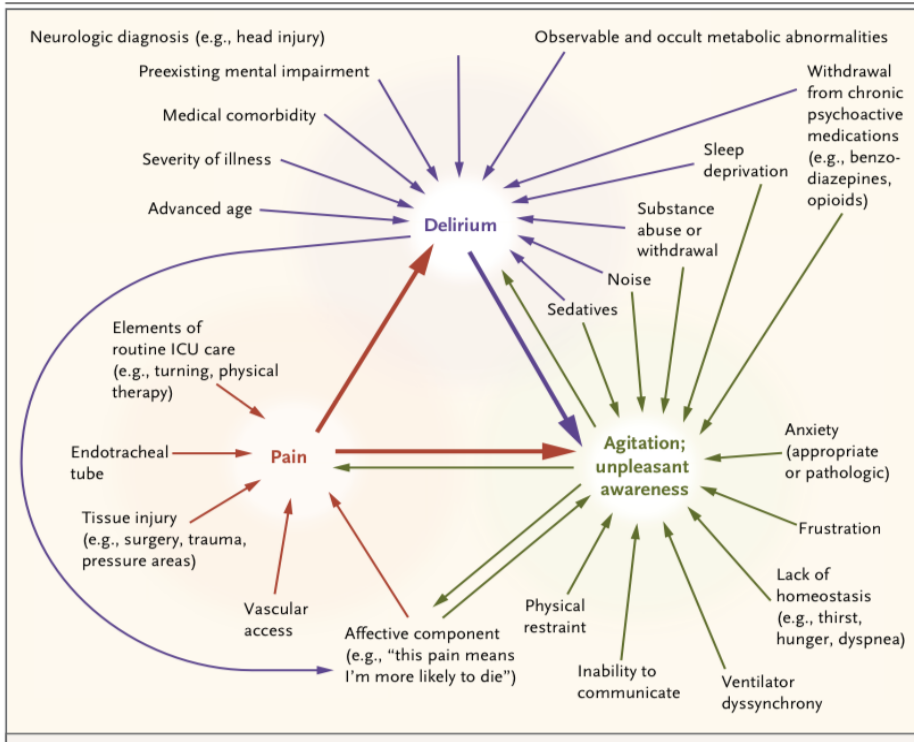 Neurologic diagnosis (e.g., head injury)
Observable and occult metabolic abnormalities
Preexisting mental impairment
Withdrawal
from chronic
psychoactive
medications
(e.g., benzo-
diazepines,
opioids)
Medical comorbidity
Sleep
deprivation
Severity of illness
Advanced age
Delirium
Substance
abuse or
withdrawal
Noise
Sedatives
Elements of
routine ICU care
(e.g., turning, physical
therapy)
Endotracheal
tube
Pain
Agitation;
unpleasant
awareness
Anxiety
(appropriate
or pathologic)
Tissue injury
(e.g., surgery, trauma,
pressure areas)
Frustration
Vascular
access
Affective component
(e.g., “this pain means
I’m more likely to die”)
Physical
restraint
Lack of
homeostasis
(e.g., thirst,
hunger, dyspnea)
Inability to
communicate
Ventilator
dyssynchrony